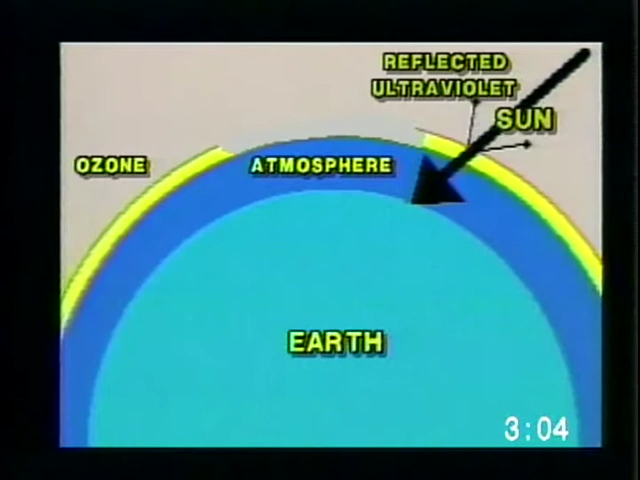 REFLECTED
ULTRAVIOLET
SUN
OZONE
ATMOSPHERE
EARTH
3:04